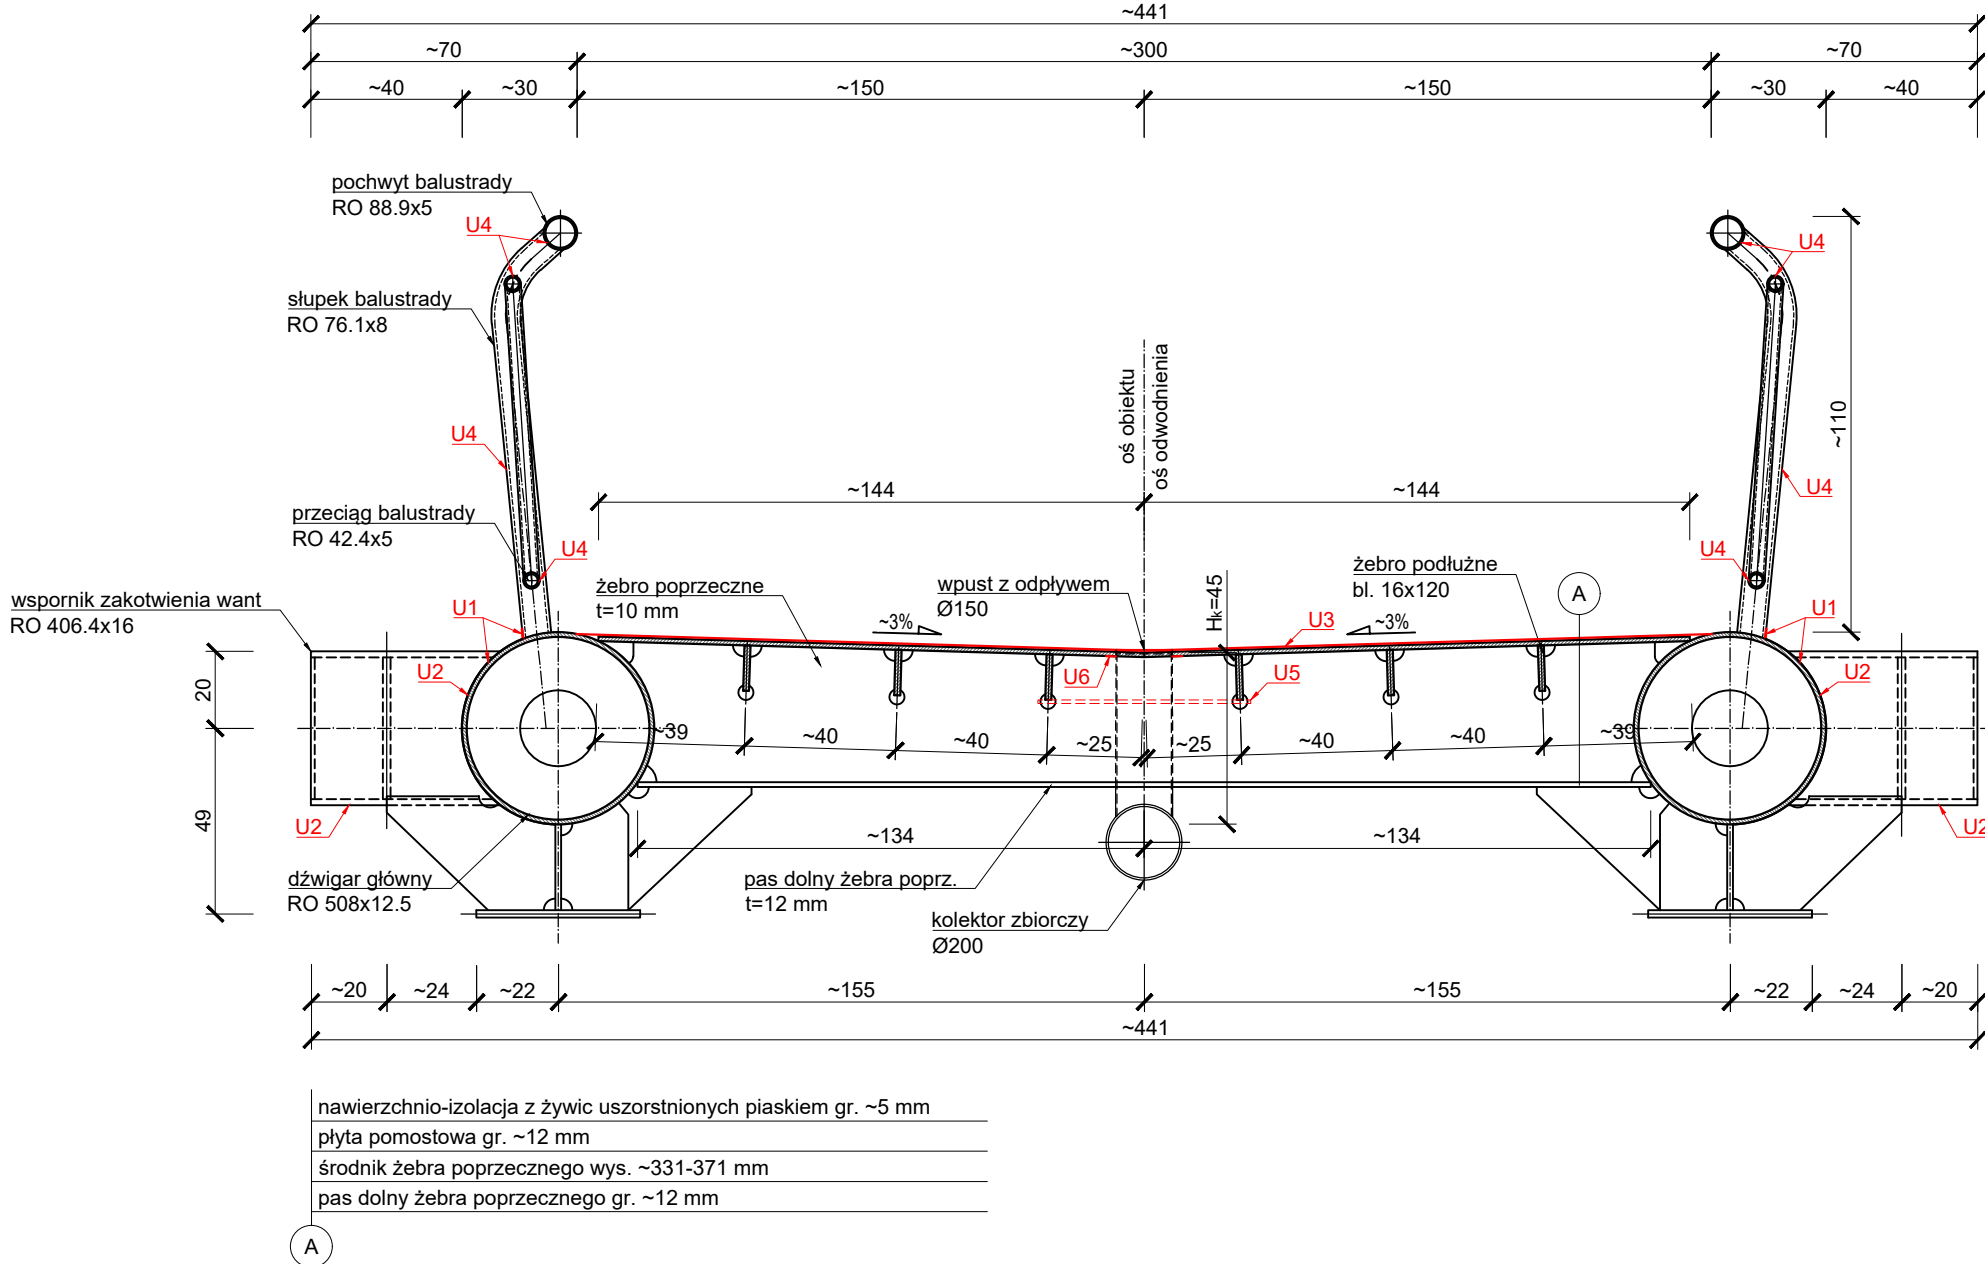 ~441
~70
~300
~70
~40
~30
~150
~150
~30
~40
pochwyt balustrady
RO 88.9x5
U4
U4
słupek balustrady
RO 76.1x8
oś obiektu
oś odwodnienia
~110
U4
U4
~144
~144
przeciąg balustrady
RO 42.4x5
U4
U4
żebro poprzeczne
t=10 mm
wpust z odpływem
Ø150
Hk=45
żebro podłużne
bl. 16x120
A
wspornik zakotwienia want
RO 406.4x16
U1
U1
~3%
U3
~3%
U2
U6
U5
U2
20
~39
~40
~40
~25
~25
~40
~40
~39
49
U2
U2
~134
~134
dźwigar główny
RO 508x12.5
pas dolny żebra poprz.
t=12 mm
kolektor zbiorczy
Ø200
~20
~24
~22
~155
~155
~22
~24
~20
~441
nawierzchnio-izolacja z żywic uszorstnionych piaskiem gr. ~5 mm
płyta pomostowa gr. ~12 mm
środnik żebra poprzecznego wys. ~331-371 mm
pas dolny żebra poprzecznego gr. ~12 mm
A